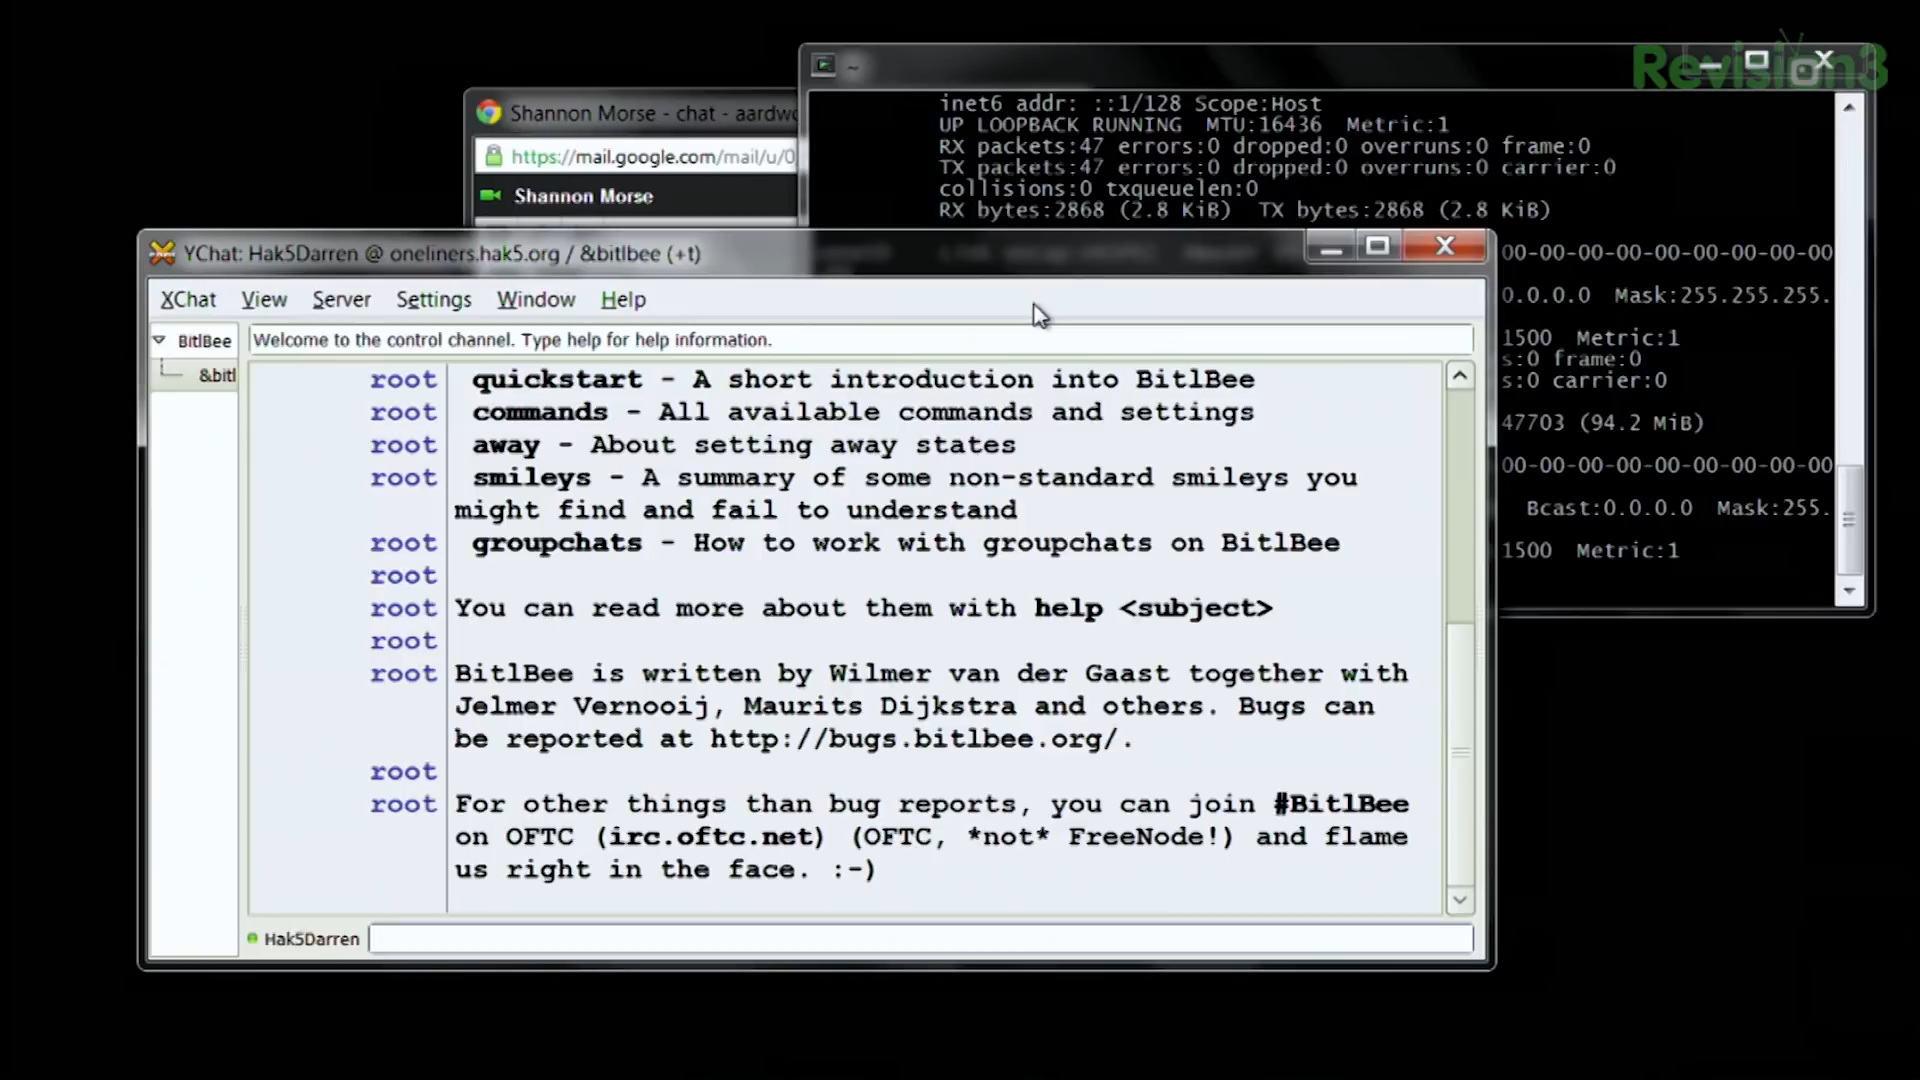 Revision3
~
inet6 addr: ::1/128 Scope:Host
UP LOOPBACK RUNNING  MTU:16436  Metric:1
RX packets:47 errors:0 dropped:0 overruns:0 frame:0
TX packets:47 errors:0 dropped:0 overruns:0 carrier:0
collisions:0 txqueuelen:0
RX bytes:2868 (2.8 KiB)  TX bytes:2868 (2.8 KiB)
00-00-00-00-00-00-00
0.0.0.0  Mask:255.255.255.
1500  Metric:1
s:0 frame:0
s:0 carrier:0
47703 (94.2 MiB)
00-00-00-00-00-00-00
Bcast:0.0.0.0  Mask:255.
1500  Metric:1
Shannon Morse - chat - aardwo
https://mail.google.com/mail/u/0
Shannon Morse
YChat: Hak5Darren @ oneliners.hak5.org / &bitlbee (+t)
XChat View Server Settings Window Help
BitlBee
&bitl
Welcome to the control channel. Type help for help information.
root quickstart - A short introduction into BitlBee
root commands - All available commands and settings
root away - About setting away states
root smileys - A summary of some non-standard smileys you
might find and fail to understand
root groupchats - How to work with groupchats on BitlBee
root
root You can read more about them with help <subject>
root
root BitlBee is written by Wilmer van der Gaast together with
Jelmer Vernooij, Maurits Dijkstra and others. Bugs can
be reported at http://bugs.bitlbee.org/.
root
root For other things than bug reports, you can join #BitlBee
on OFTC (irc.oftc.net) (OFTC, *not* FreeNode!) and flame
us right in the face. :-)
Hak5Darren